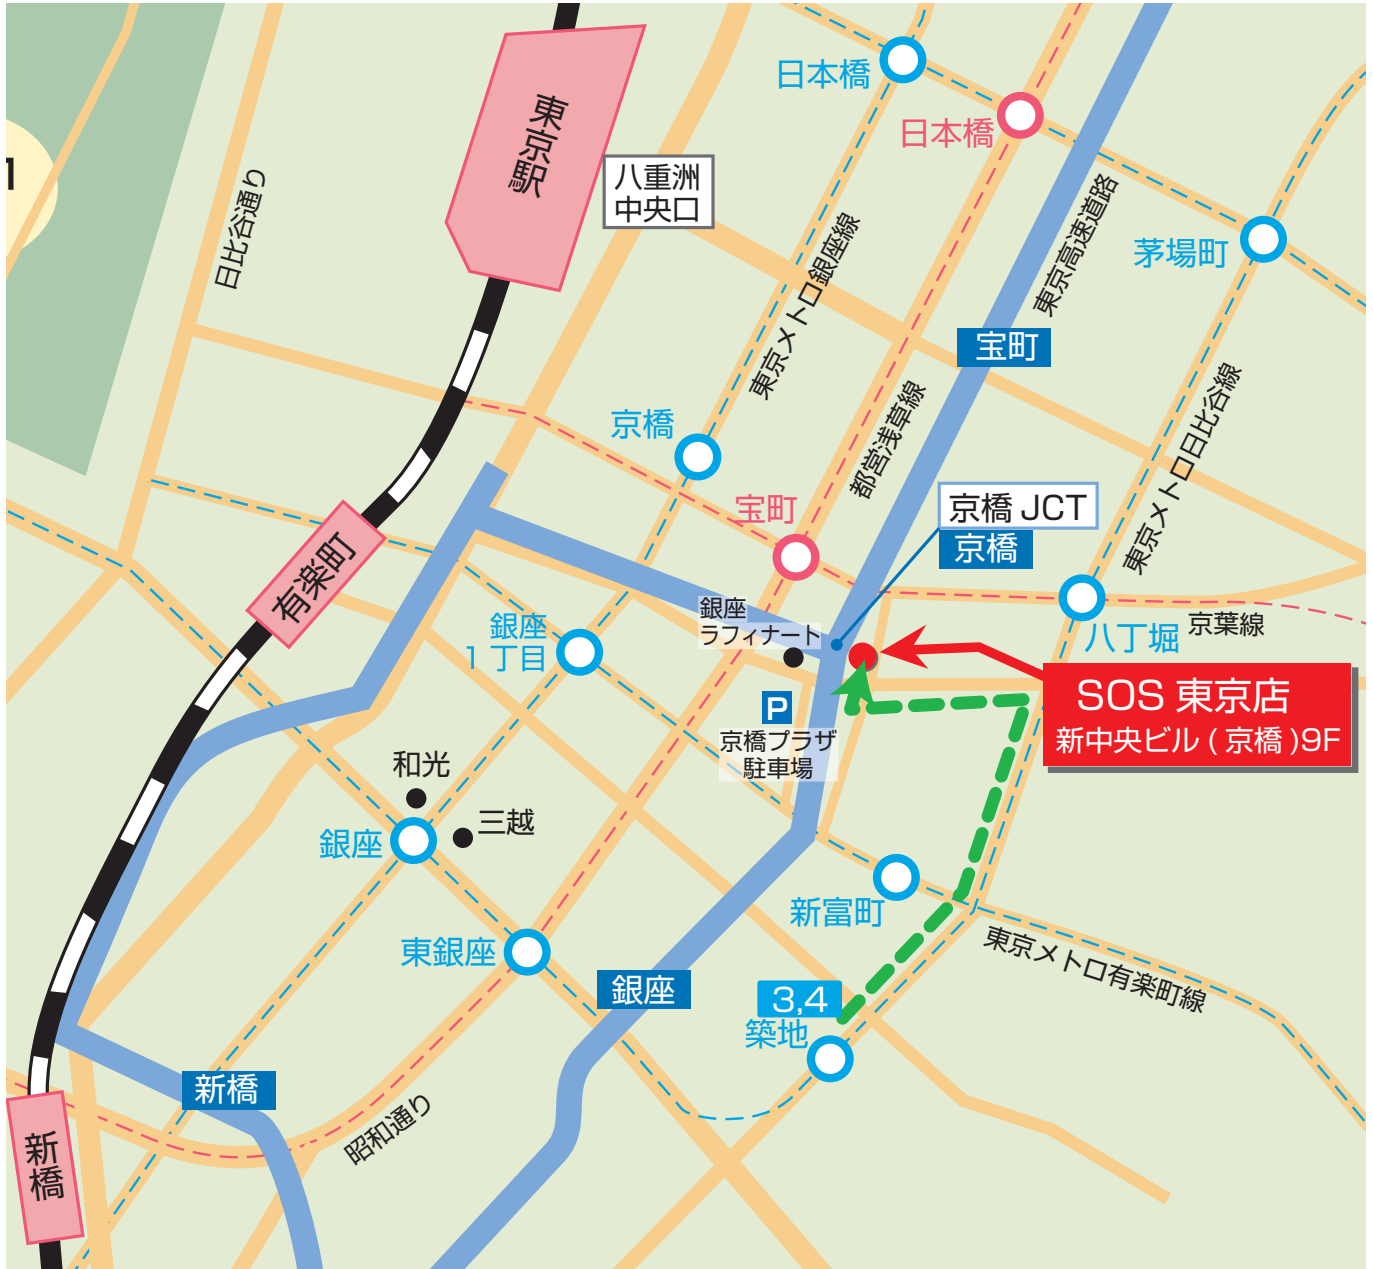 日本橋
日本橋
東京駅
1
八重洲
中央口
日比谷通り
東京メトロ銀座線
東京高速道路
茅場町
宝町
東京メトロ日比谷線
都営浅草線
京橋
宝町
京橋 JCT
京橋
有楽町
銀座
ラフィナート
銀座
1 丁目
八丁堀
京葉線
SOS 東京店
新中央ビル ( 京橋 )9F
P
京橋プラザ
駐車場
和光
三越
銀座
新富町
東銀座
東京メトロ有楽町線
銀座
3,4
築地
新橋
昭和通り
新橋